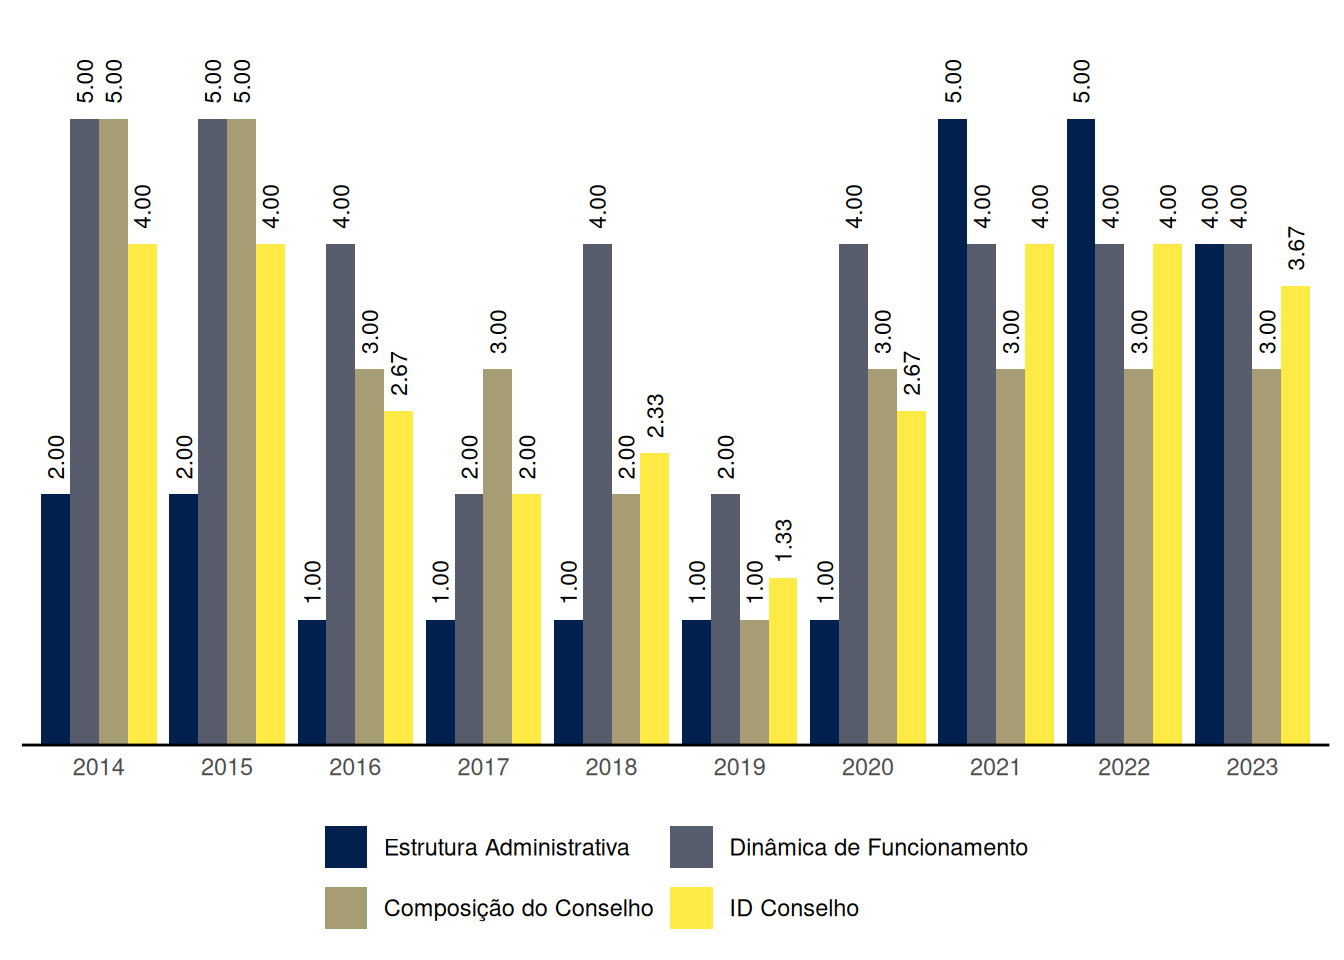 2.00 5.00 5.00 4.00 2.00 5.00 5.00 4.00 1.00 4.00 3.00 2.67 1.00 2.00 3.00 2.00 1.00 4.00 2.00 2.33 1.00 2.00 1.00 1.33 1.00 4.00 3.00 2.67 5.00 4.00 3.00 4.00 5.00 4.00 3.00 4.00 4.00 4.00 3.00 3.67
2014 2015 2016 2017 2018 2019 2020 2021 2022 2023
Estrutura Administrativa Dinâmica de Funcionamento
Composição do Conselho ID Conselho